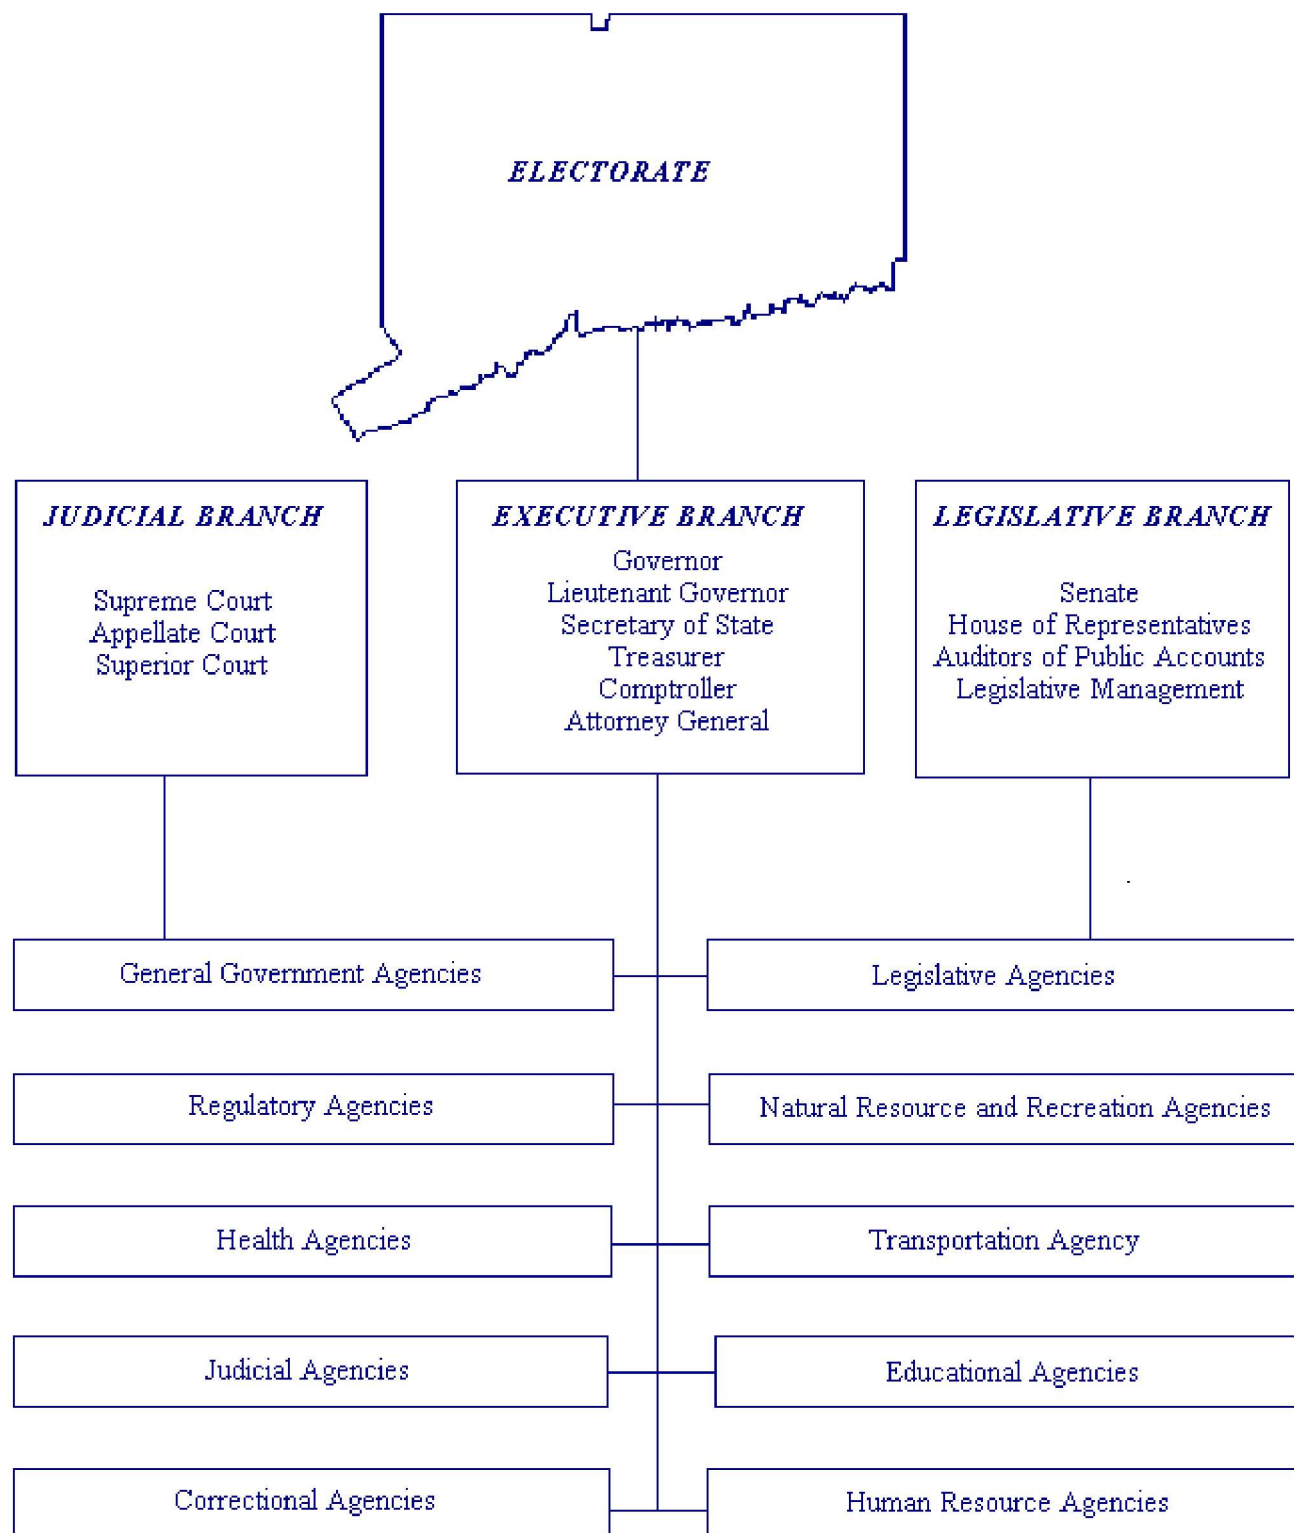 ELECTORATE
JUDICIAL BRANCH
Supreme Court
Appellate Court
Superior Court
EXECUTIVE BRANCH
Governor
Lieutenant Governor
Secretary of State
Treasurer
Comptroller
Attorney General
LEGISLATIVE BRANCH
Senate
House of Representatives
Auditors of Public Accounts
Legislative Management
General Government Agencies
Legislative Agencies
Regulatory Agencies
Natural Resource and Recreation Agencies
Health Agencies
Transportation Agency
Judicial Agencies
Educational Agencies
Correctional Agencies
Human Resource Agencies